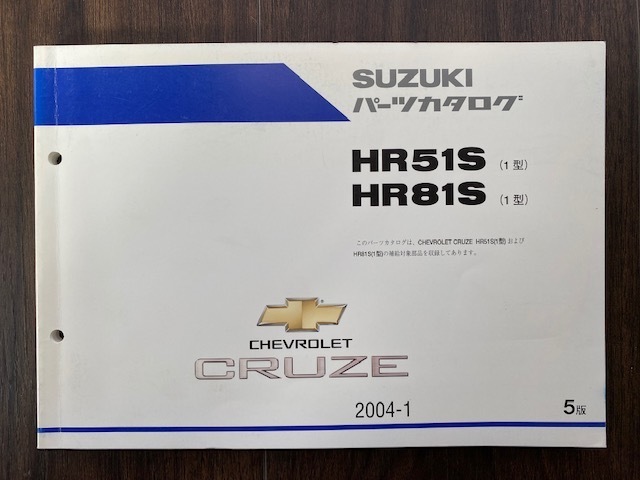 SUZUKI
パーツカタログ
HR51S (1型)
HR81S (1型)
このパーツカタログは、CHEVROLET CRUZE HR51S(1型) および
HR81S(1型)の補給対象部品を収録してあります。
CHEVROLET
CRUZE
2004-1
5版